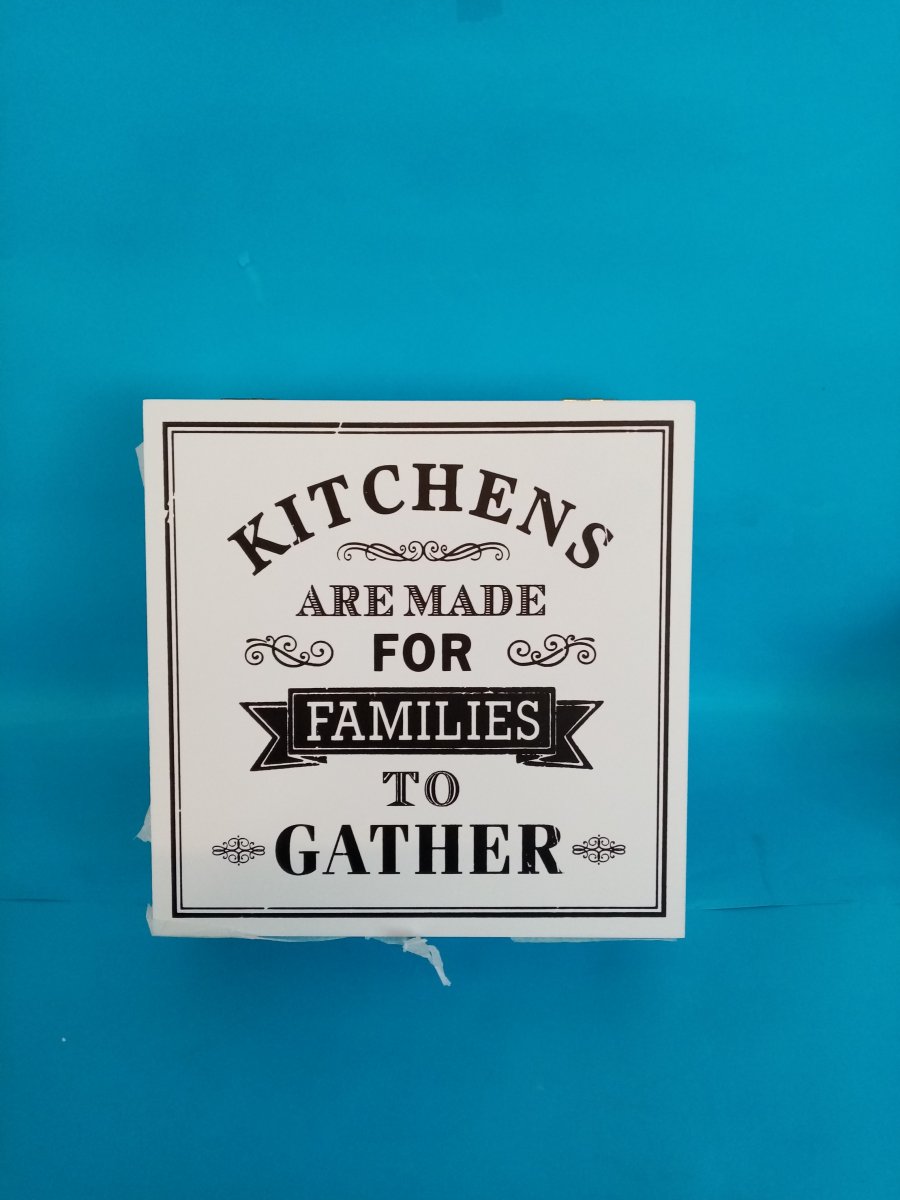 KITCHENS
ARE MADE
FOR
FAMILIES
TO
GATHER